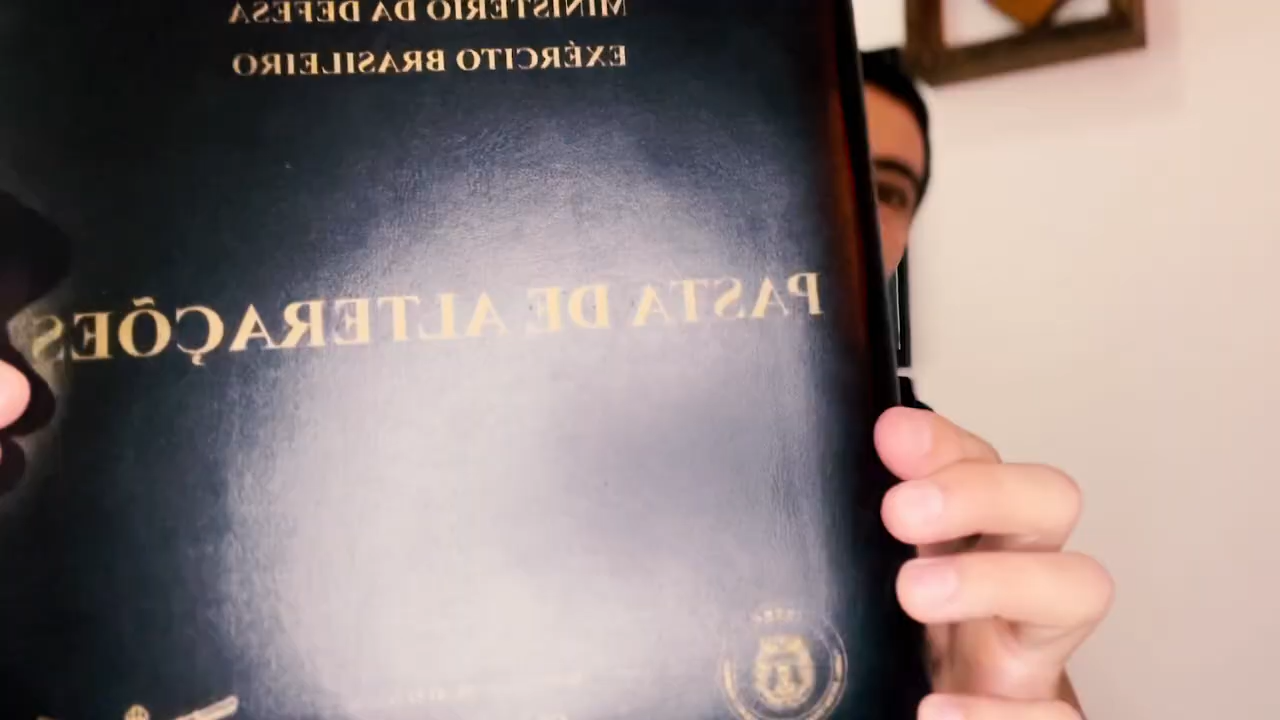 MINISTÉRIO DA DEFESA
EXÉRCITO BRASILEIRO
PASTA DE ALTERAÇÕES